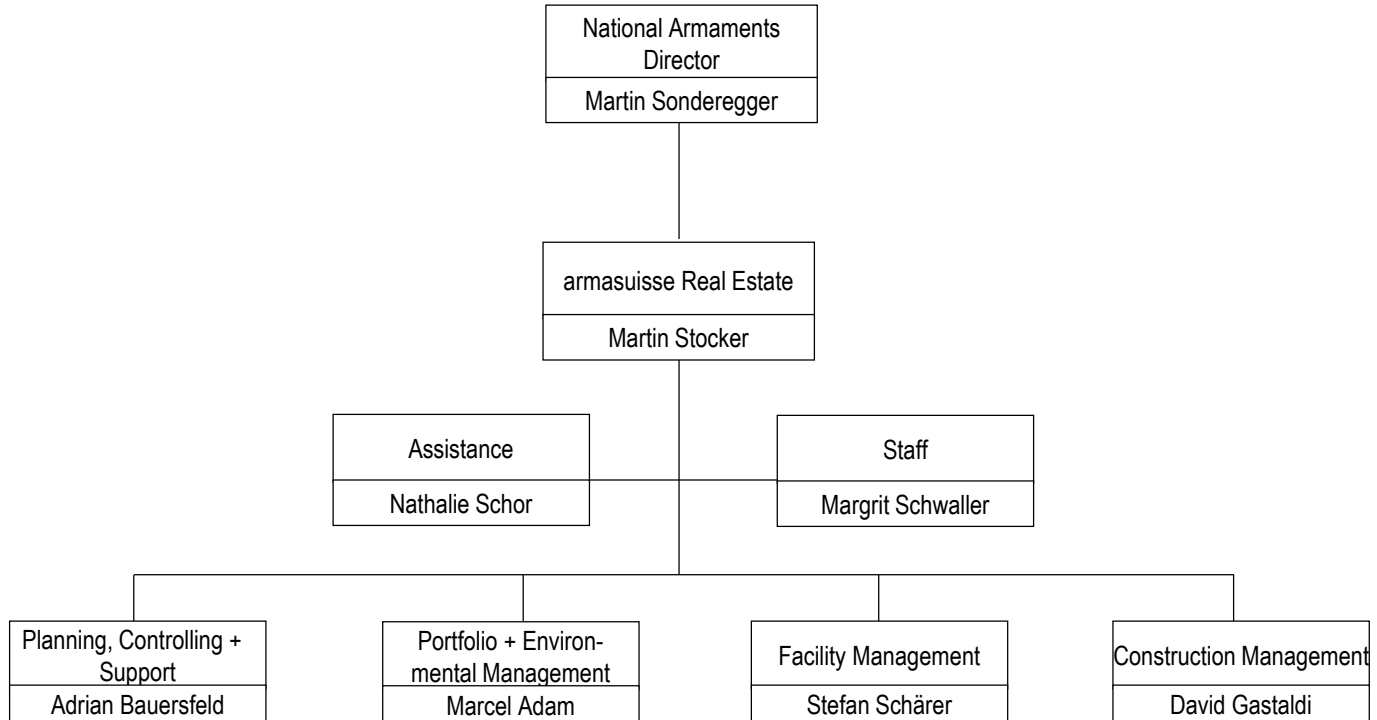 National Armaments
Director
Martin Sonderegger
armasuisse Real Estate
Martin Stocker
Assistance
Nathalie Schor
Staff
Margrit Schwaller
Planning, Controlling +
Support
Adrian Bauersfeld
Portfolio + Environ-
mental Management
Marcel Adam
Facility Management
Stefan Schärer
Construction Management
David Gastaldi